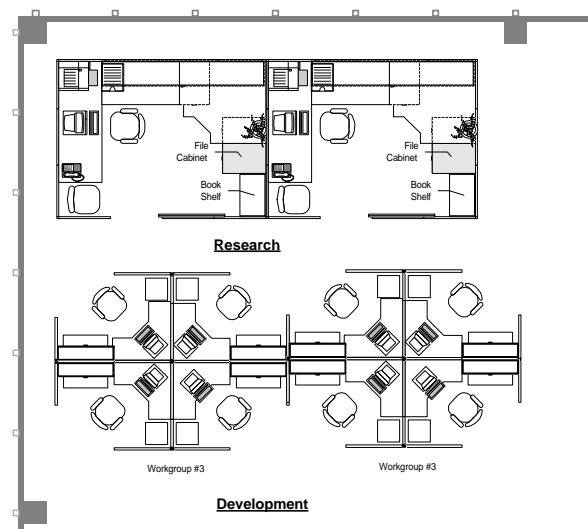 File
Cabinet
Book
Shelf
File
Cabinet
Book
Shelf
Research
Workgroup #3
Workgroup #3
Development